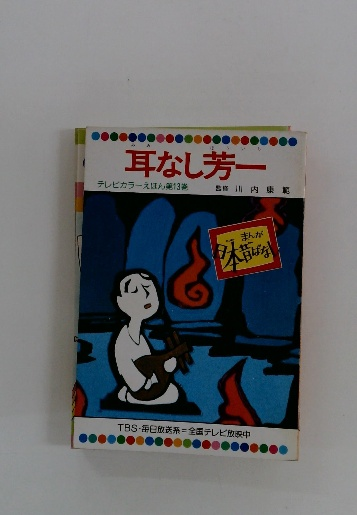 耳なし芳一
テレビカラーえほん第13巻
監修 川内康範
まんが
日本昔ばなし
TBS・毎日放送系=全国テレビ放映中